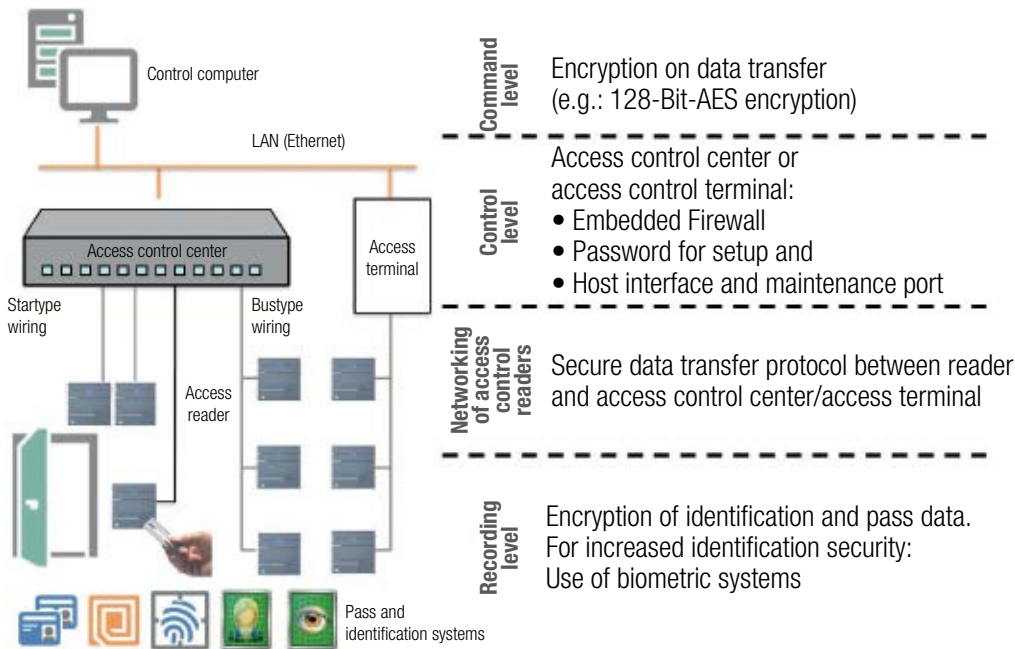 Control computer
LAN (Ethernet)
Access control center
Access
terminal
Startype
wiring
Bustype
wiring
Access
reader
Pass and
identification systems
Command
level
Encryption on data transfer
(e.g.: 128-Bit-AES encryption)
Control
level
Access control center or
access control terminal:
• Embedded Firewall
• Password for setup and
• Host interface and maintenance port
Networking
of access
control
readers
Secure data transfer protocol between reader
and access control center/access terminal
Recording
level
Encryption of identification and pass data.
For increased identification security:
Use of biometric systems